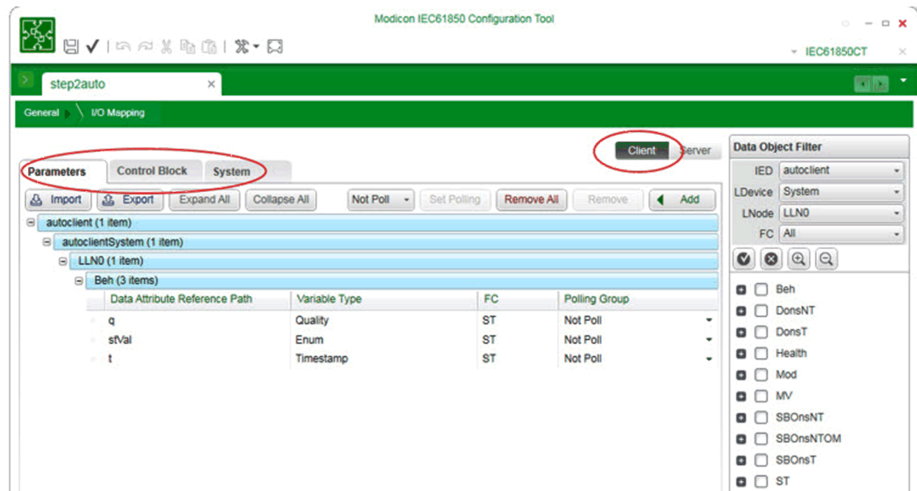 Modicon IEC61850 Configuration Tool
IEC61850CT
step2auto
General I/O Mapping
Client Server
Parameters Control Block System
Import Export Expand All Collapse All Not Poll Set Polling Remove All Remove Add
autoclient (1 item)
autoclientSystem (1 item)
LLN0 (1 item)
Beh (3 items)
Data Attribute Reference Path Variable Type FC Polling Group
q Quality ST Not Poll
stVal Enum ST Not Poll
t Timestamp ST Not Poll
Data Object Filter
IED autoclient
LDevice System
LNode LLN0
FC All
Beh
DonsNT
DonsT
Health
Mod
MV
SBOnsNT
SBOnsNTOM
SBOnsT
ST